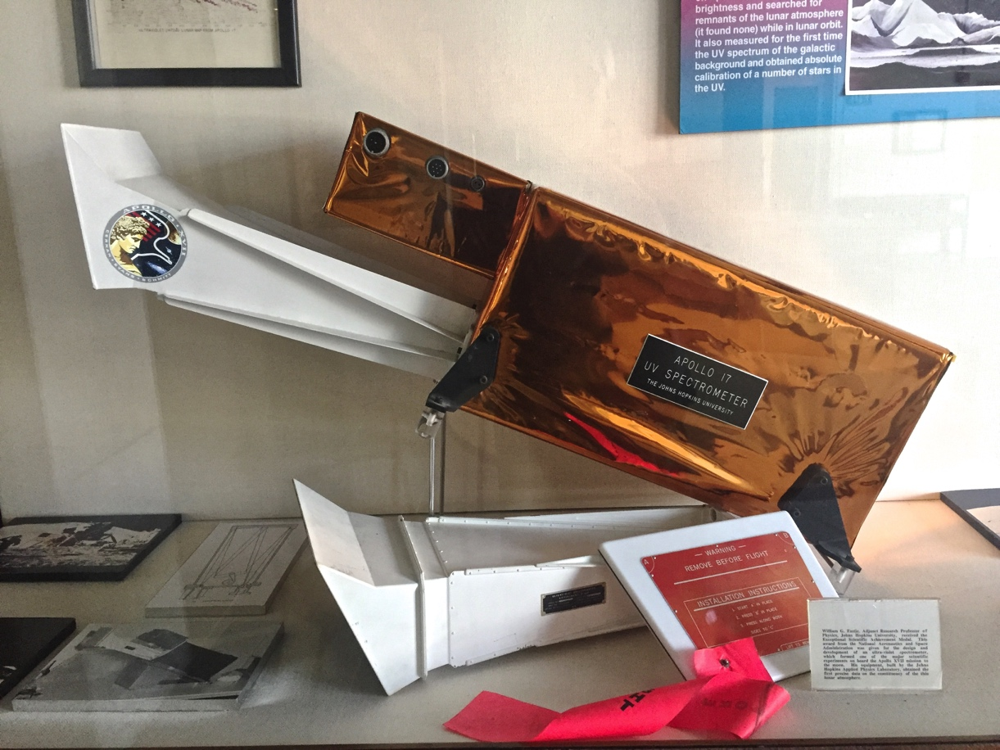 brightness and searched for
remnants of the lunar atmosphere
(it found none) while in lunar orbit.
It also measured for the first time
the UV spectrum of the galactic
background and obtained absolute
calibration of a number of stars in
the UV.
APOLLO XVII
SCHMITT
APOLLO 17
UV SPECTROMETER
THE JOHNS HOPKINS UNIVERSITY
A
B
WARNING
REMOVE BEFORE FLIGHT
INSTALLATION INSTRUCTIONS
1. START "A" IN PLACE
2. PRESS "B" IN PLACE
3. PRESS ALONG BOTH
SIDES TO "C"
William G. Fastie, Adjunct Research Professor of
Physics, Johns Hopkins University, received the
Exceptional Scientific Achievement Medal. This
award from the National Aeronautics and Space
Administration was given for the design and
development of an ultra-violet spectrometer,
which formed one of the major scientific
experiments on board the Apollo XVII mission to
the moon. His equipment, built by the Johns
Hopkins Applied Physics Laboratory, obtained the
first precise data on the constituency of the thin
lunar atmosphere.